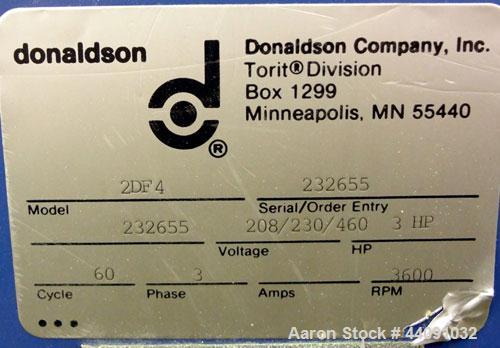 donaldson
d
®
Donaldson Company, Inc.
Torit® Division
Box 1299
Minneapolis, MN 55440
2DF4 232655
Model Serial/Order Entry
232655 208/230/460 3 HP
Voltage HP
60 3 3600
Cycle Phase Amps RPM
Aaron Stock # 44091032